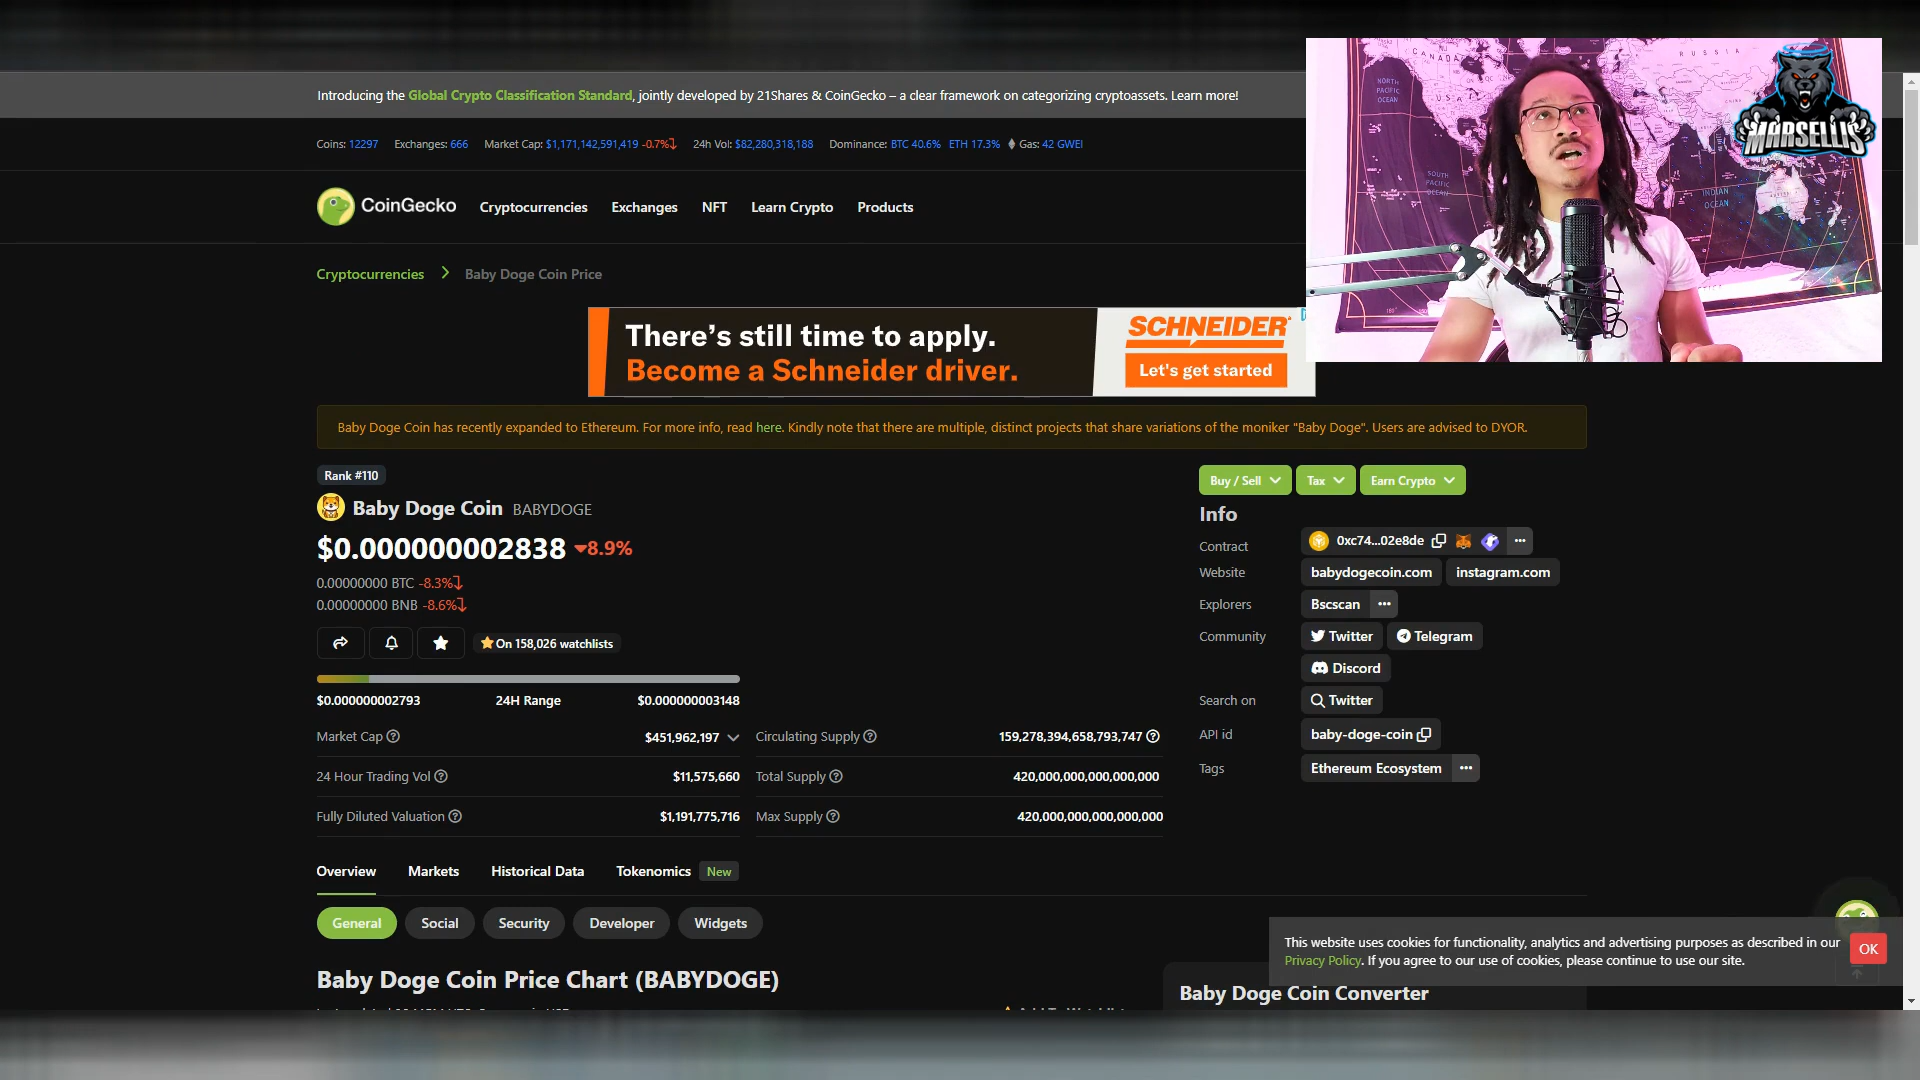 Introducing the Global Crypto Classification Standard, jointly developed by 21Shares & CoinGecko – a clear framework on categorizing cryptoassets. Learn more!
Coins: 12297 Exchanges: 666 Market Cap: $1,171,142,591,419 -0.7% 24h Vol: $82,280,318,188 Dominance: BTC 40.6% ETH 17.3% Gas: 42 GWEI
CoinGecko Cryptocurrencies Exchanges NFT Learn Crypto Products
Cryptocurrencies > Baby Doge Coin Price
There's still time to apply.
Become a Schneider driver.
SCHNEIDER
Let's get started
CANADA
RUSSIA
NORTH
PACIFIC
OCEAN
USA
SOUTH
PACIFIC
OCEAN
INDIAN
OCEAN
MARSELLIS
Baby Doge Coin has recently expanded to Ethereum. For more info, read here. Kindly note that there are multiple, distinct projects that share variations of the moniker "Baby Doge". Users are advised to DYOR.
Rank #110
Baby Doge Coin BABYDOGE
$0.000000002838 8.9%
0.00000000 BTC -8.3%
0.00000000 BNB -8.6%
On 158,026 watchlists
$0.000000002793 24H Range $0.000000003148
Market Cap $451,962,197
24 Hour Trading Vol $11,575,660
Fully Diluted Valuation $1,191,775,716
Circulating Supply 159,278,394,658,793,747
Total Supply 420,000,000,000,000,000
Max Supply 420,000,000,000,000,000
Buy / Sell Tax Earn Crypto
Info
Contract 0xc74...02e8de ...
Website babydogecoin.com instagram.com
Explorers Bscscan ...
Community Twitter Telegram
Discord
Search on Twitter
API id baby-doge-coin
Tags Ethereum Ecosystem ...
Overview Markets Historical Data Tokenomics New
General Social Security Developer Widgets
Baby Doge Coin Price Chart (BABYDOGE)
Baby Doge Coin Converter
This website uses cookies for functionality, analytics and advertising purposes as described in our
Privacy Policy. If you agree to our use of cookies, please continue to use our site.
OK